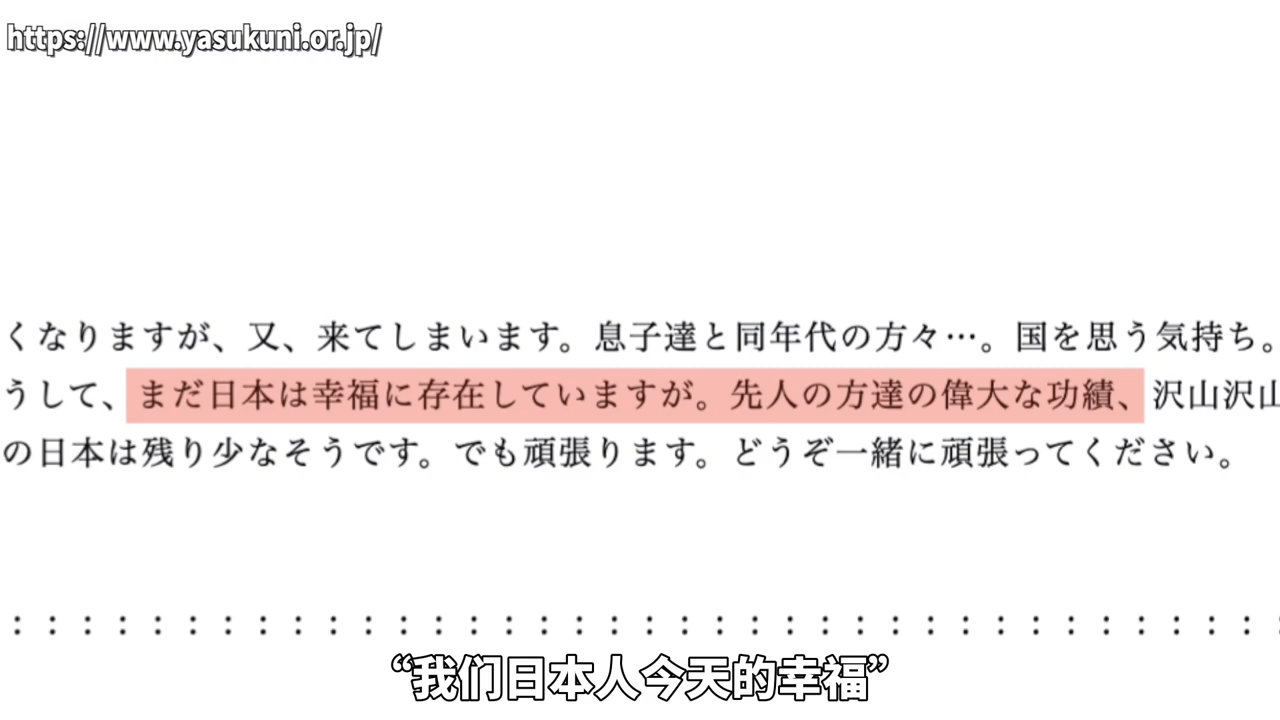 https://www.yasukuni.or.jp/
くなりますが、又、来てしまいます。息子達と同年代の方々…。国を思う気持ち。
うして、まだ日本は幸福に存在していますが。先人の方達の偉大な功績、沢山沢山
の日本は残り少なそうです。でも頑張ります。どうぞ一緒に頑張ってください。
：：：：：：：：：：：：：：：：：：：：：：：：：：：：：：：：：：：：：
“我们日本人今天的幸福”